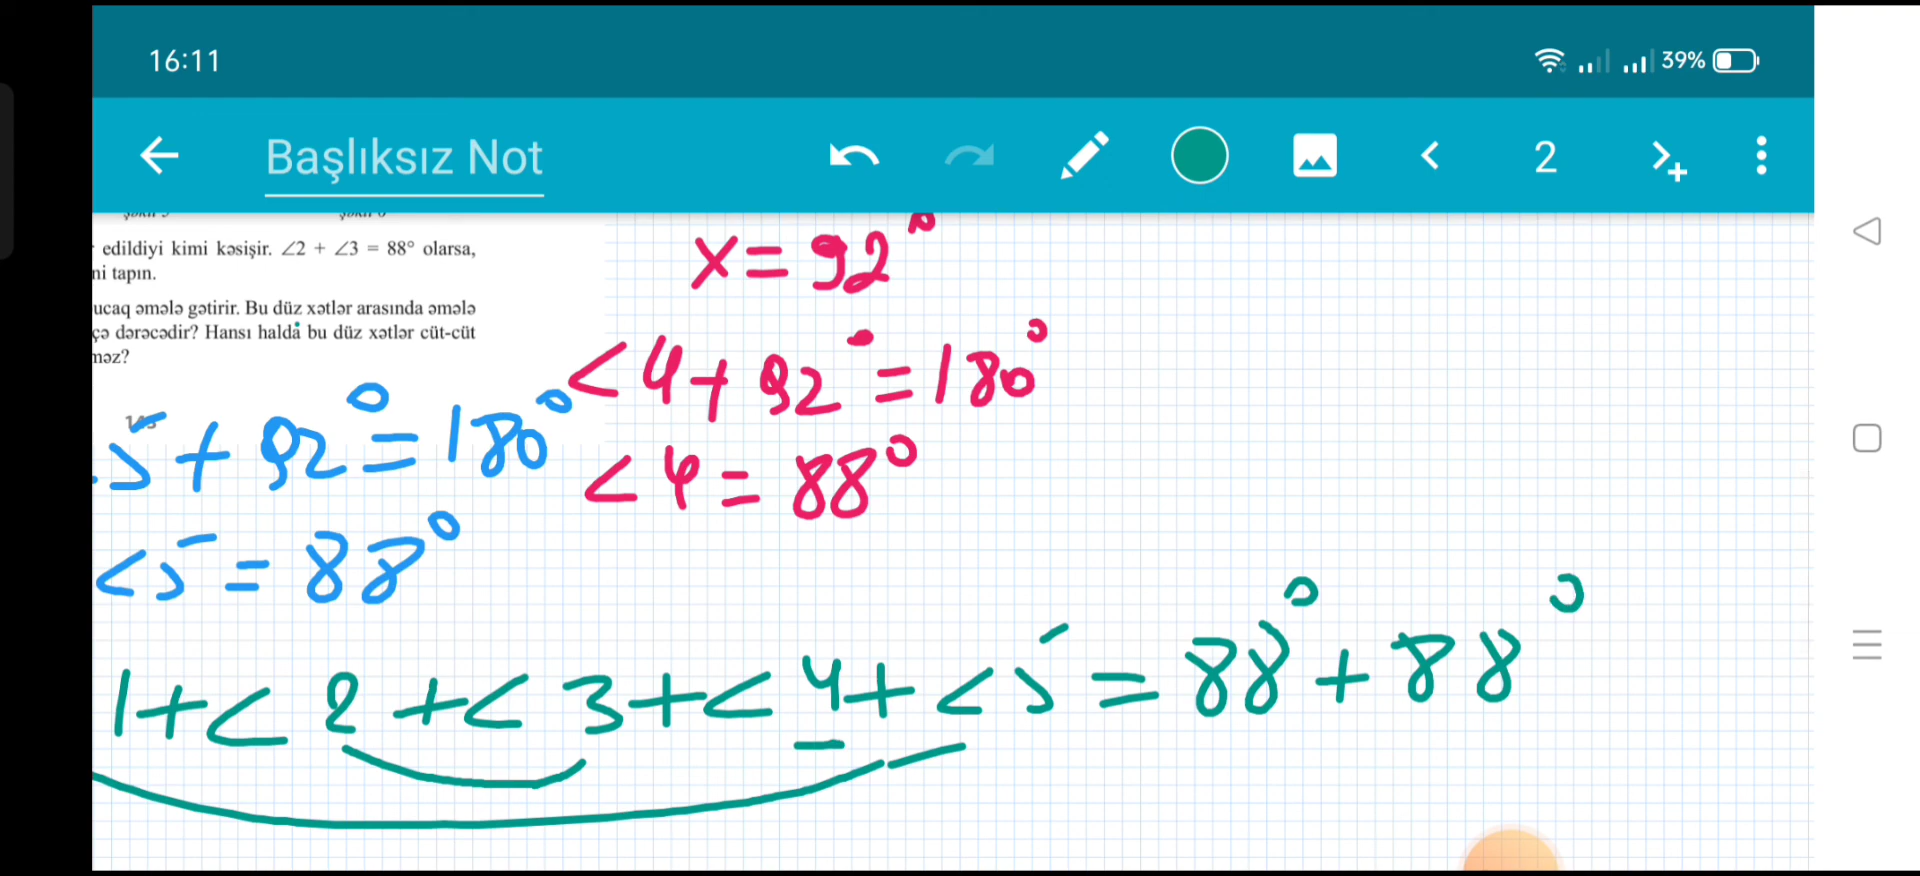 16:11
39%
Başlıksız Not
2
edildiyi kimi kəsişir. ∠2 + ∠3 = 88° olarsa,
ni tapın.
ucaq əmələ gətirir. Bu düz xətlər arasında əmələ
çə dərəcədir? Hansı halda bu düz xətlər cüt-cüt
məz?
x = 92°
<4 + 92° = 180°
<4 = 88°
5 + 92° = 180°
<5 = 88°
1 + < 2 + < 3 + < 4 + < 5 = 88° + 88°